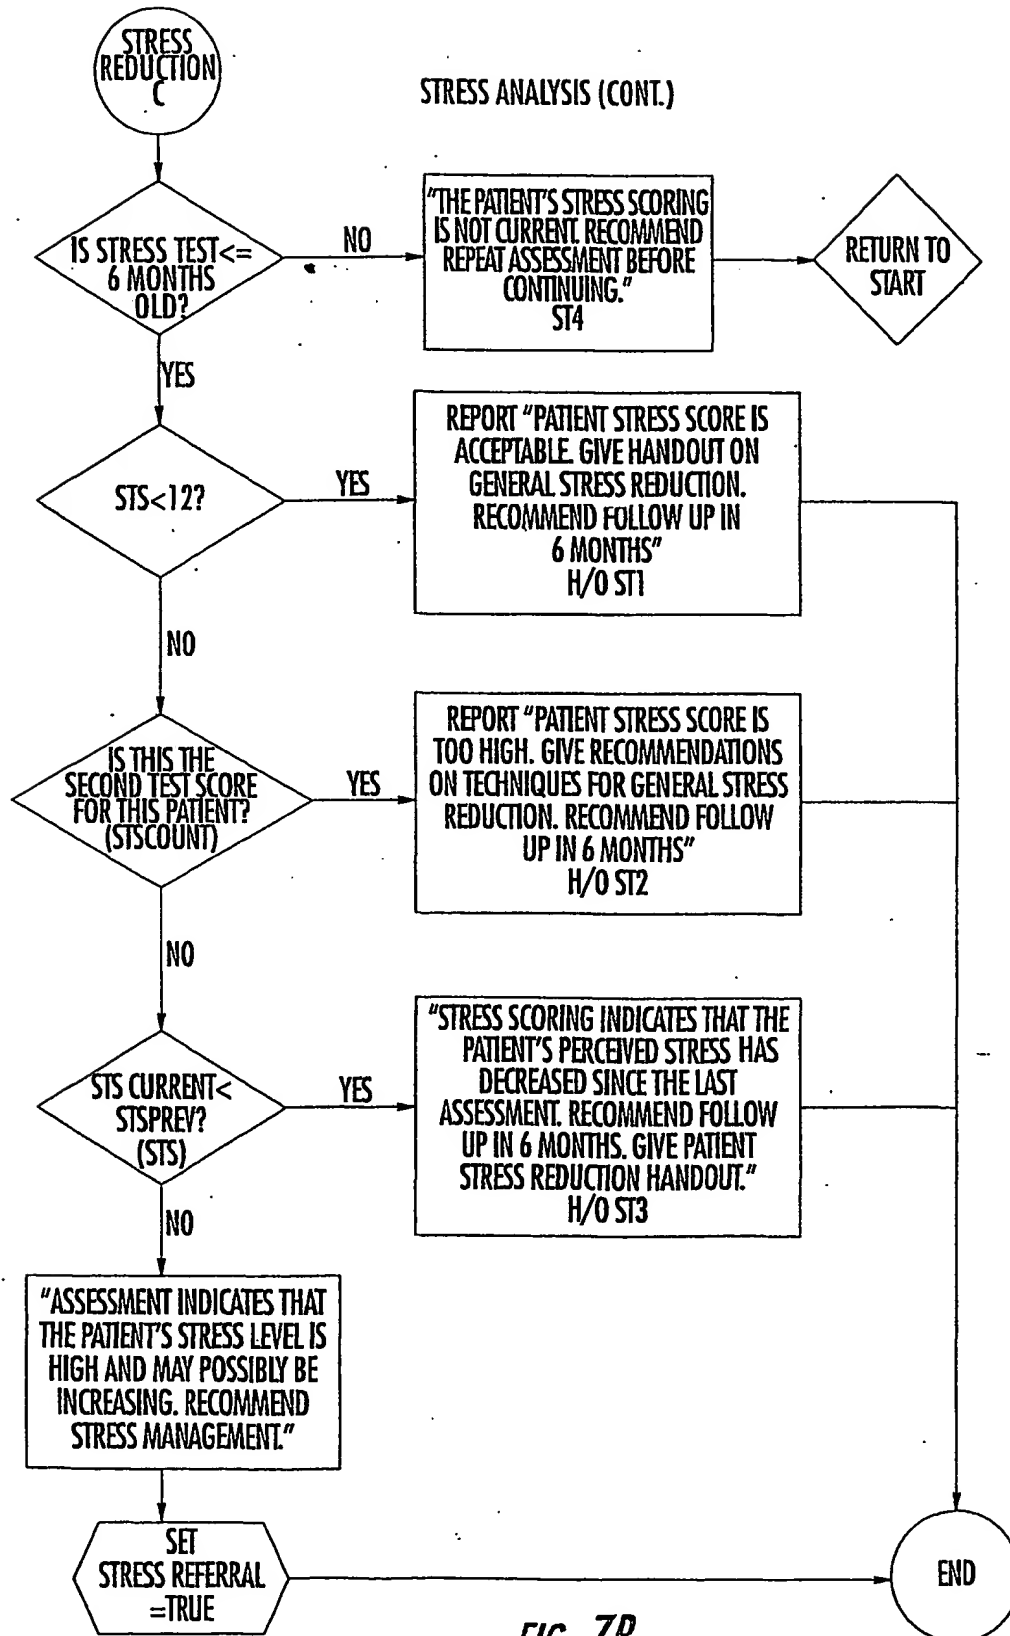 STRESS
REDUCTION
C
STRESS ANALYSIS (CONT.)
IS STRESS TEST<=
6 MONTHS
OLD?
NO
"THE PATIENT'S STRESS SCORING
IS NOT CURRENT. RECOMMEND
REPEAT ASSESSMENT BEFORE
CONTINUING."
ST4
RETURN TO
START
YES
STS<12?
YES
REPORT "PATIENT STRESS SCORE IS
ACCEPTABLE. GIVE HANDOUT ON
GENERAL STRESS REDUCTION.
RECOMMEND FOLLOW UP IN
6 MONTHS"
H/O ST1
NO
IS THIS THE
SECOND TEST SCORE
FOR THIS PATIENT?
(STSCOUNT)
YES
REPORT "PATIENT STRESS SCORE IS
TOO HIGH. GIVE RECOMMENDATIONS
ON TECHNIQUES FOR GENERAL STRESS
REDUCTION. RECOMMEND FOLLOW
UP IN 6 MONTHS"
H/O ST2
NO
STS CURRENT<
STSPREV?
(STS)
YES
"STRESS SCORING INDICATES THAT THE
PATIENT'S PERCEIVED STRESS HAS
DECREASED SINCE THE LAST
ASSESSMENT. RECOMMEND FOLLOW
UP IN 6 MONTHS. GIVE PATIENT
STRESS REDUCTION HANDOUT."
H/O ST3
NO
"ASSESSMENT INDICATES THAT
THE PATIENT'S STRESS LEVEL IS
HIGH AND MAY POSSIBLY BE
INCREASING. RECOMMEND
STRESS MANAGEMENT."
SET
STRESS REFERRAL
=TRUE
END
FIG.